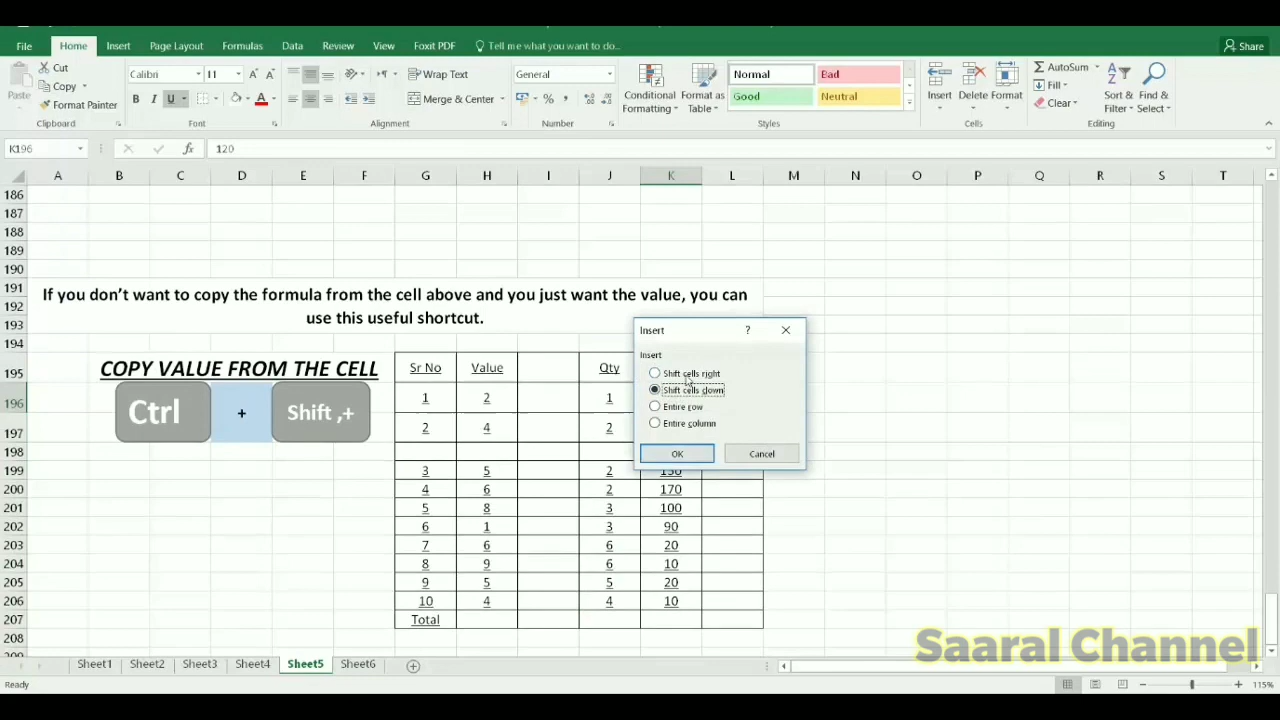 File Home Insert Page Layout Formulas Data Review View Foxit PDF Tell me what you want to do... Share
Paste Cut Copy Format Painter
Calibri 11
B I U
Wrap Text
Merge & Center
General
%
Conditional Formatting
Format as Table
Normal Bad
Good Neutral
Insert Delete Format
AutoSum
Fill
Clear
Sort & Filter
Find & Select
Clipboard Font Alignment Number Styles Cells Editing
K196 fx 120
A B C D E F G H I J K L M N O P Q R S T
186
187
188
189
190
191 If you don't want to copy the formula from the cell above and you just want the value, you can
192
193 use this useful shortcut.
194
195 COPY VALUE FROM THE CELL Sr No Value Qty
196 Ctrl + Shift ,+ 1 2 1
197 2 4 2
198
199 3 5 2 150
200 4 6 2 170
201 5 8 3 100
202 6 1 3 90
203 7 6 6 20
204 8 9 6 10
205 9 5 5 20
206 10 4 4 10
207 Total
208
Insert ?
Insert
Shift cells right
Shift cells down
Entire row
Entire column
OK Cancel
Saaral Channel
Sheet1 Sheet2 Sheet3 Sheet4 Sheet5 Sheet6
Ready 115%